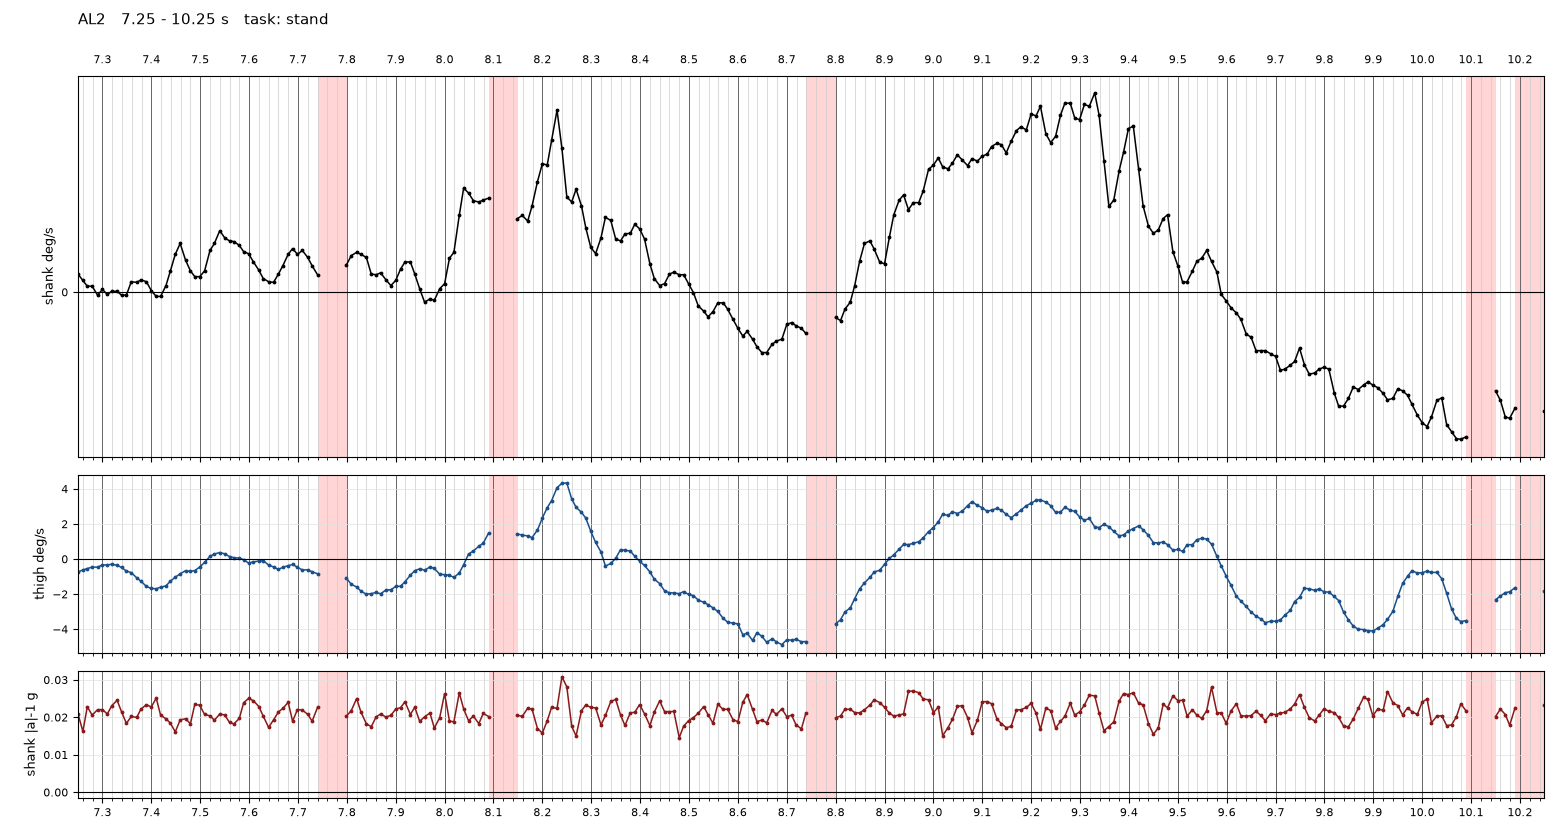 AL2 7.25 - 10.25 s task: stand
7.3 7.4 7.5 7.6 7.7 7.8 7.9 8.0 8.1 8.2 8.3 8.4 8.5 8.6 8.7 8.8 8.9 9.0 9.1 9.2 9.3 9.4 9.5 9.6 9.7 9.8 9.9 10.0 10.1 10.2
shank deg/s
0
thigh deg/s
4
2
0
−2
−4
shank |a|-1 g
0.03
0.02
0.01
0.00
7.3 7.4 7.5 7.6 7.7 7.8 7.9 8.0 8.1 8.2 8.3 8.4 8.5 8.6 8.7 8.8 8.9 9.0 9.1 9.2 9.3 9.4 9.5 9.6 9.7 9.8 9.9 10.0 10.1 10.2